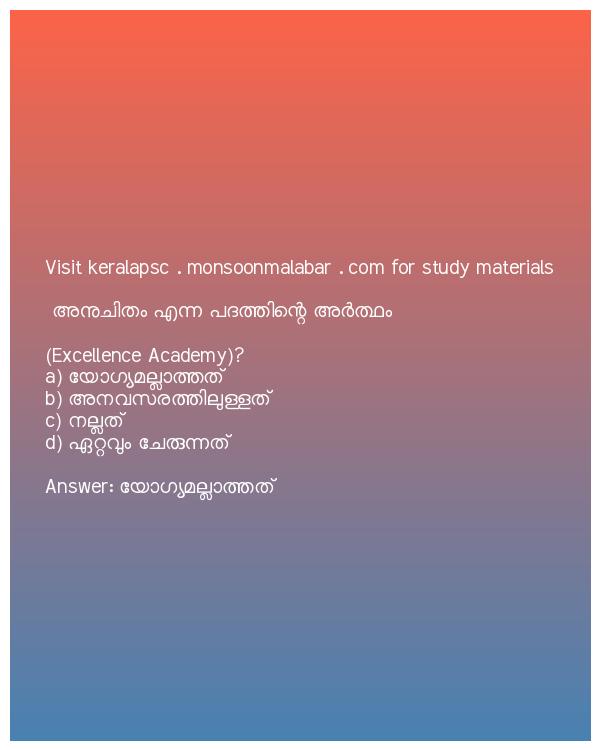 Visit keralapsc . monsoonmalabar . com for study materials
അനുചിതം എന്ന പദത്തിന്റെ അർത്ഥം
(Excellence Academy)?
a) യോഗ്യമല്ലാത്തത്
b) അനവസരത്തിലുള്ളത്
c) നല്ലത്
d) ഏറ്റവും ചേരുന്നത്
Answer: യോഗ്യമല്ലാത്തത്